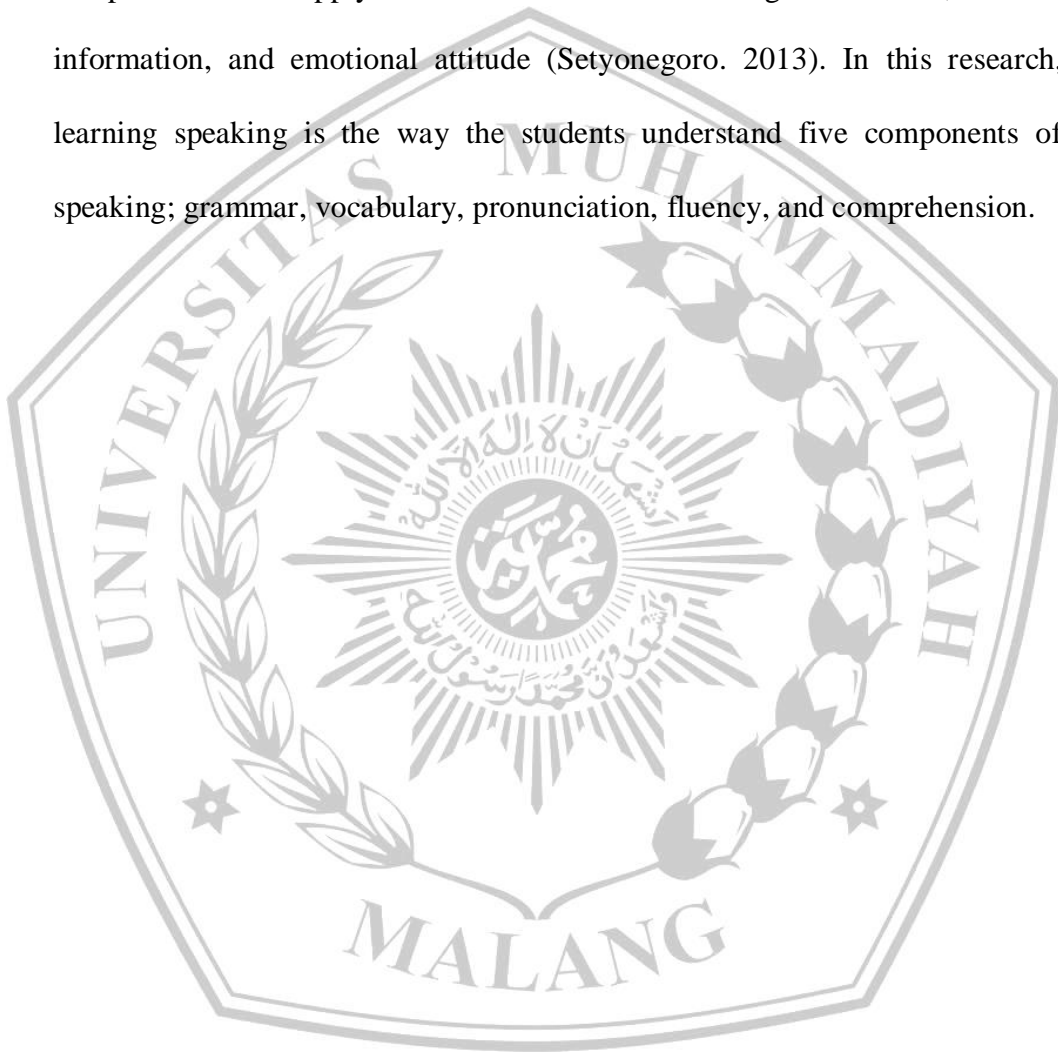 information, and emotional attitude (Setyonegoro. 2013). In this research,
learning speaking is the way the students understand five components of
speaking; grammar, vocabulary, pronunciation, fluency, and comprehension.
UNIVERSITAS MUHAMMADIYAH
MALANG